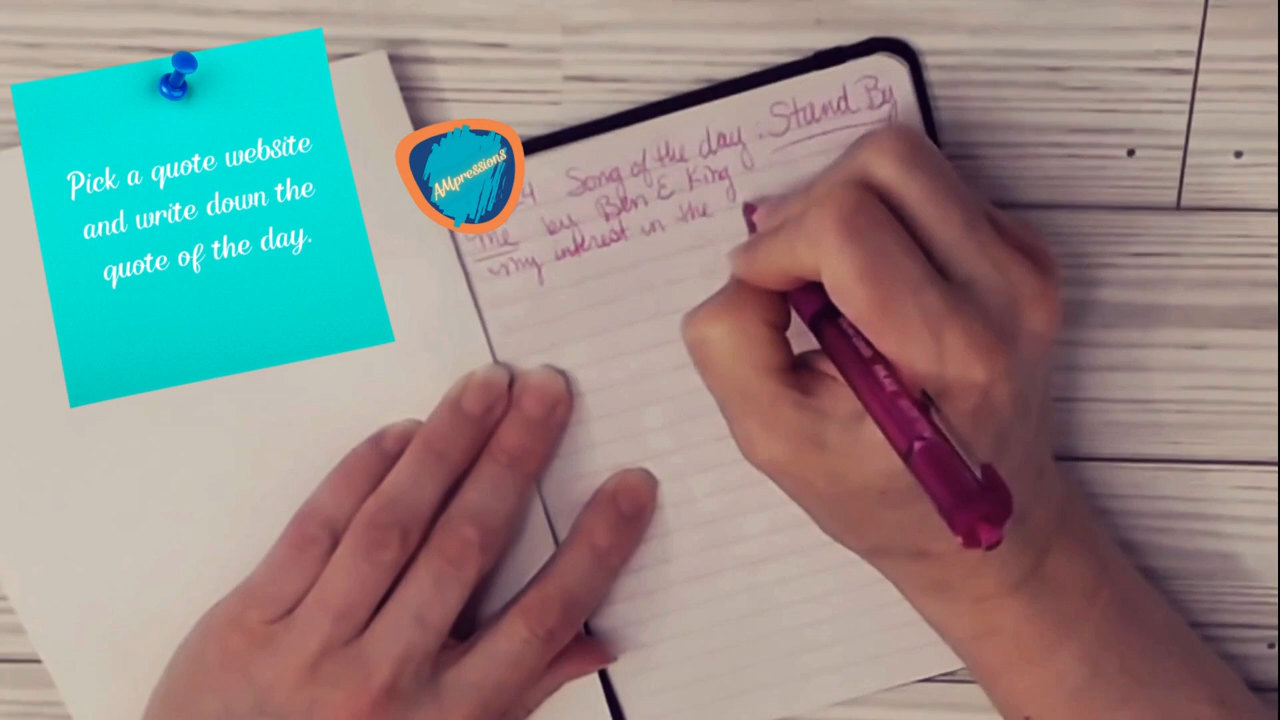 Pick a quote website
and write down the
quote of the day.
AMpressions
Song of the day. Stand By
Me by Ben E King
my interest in the